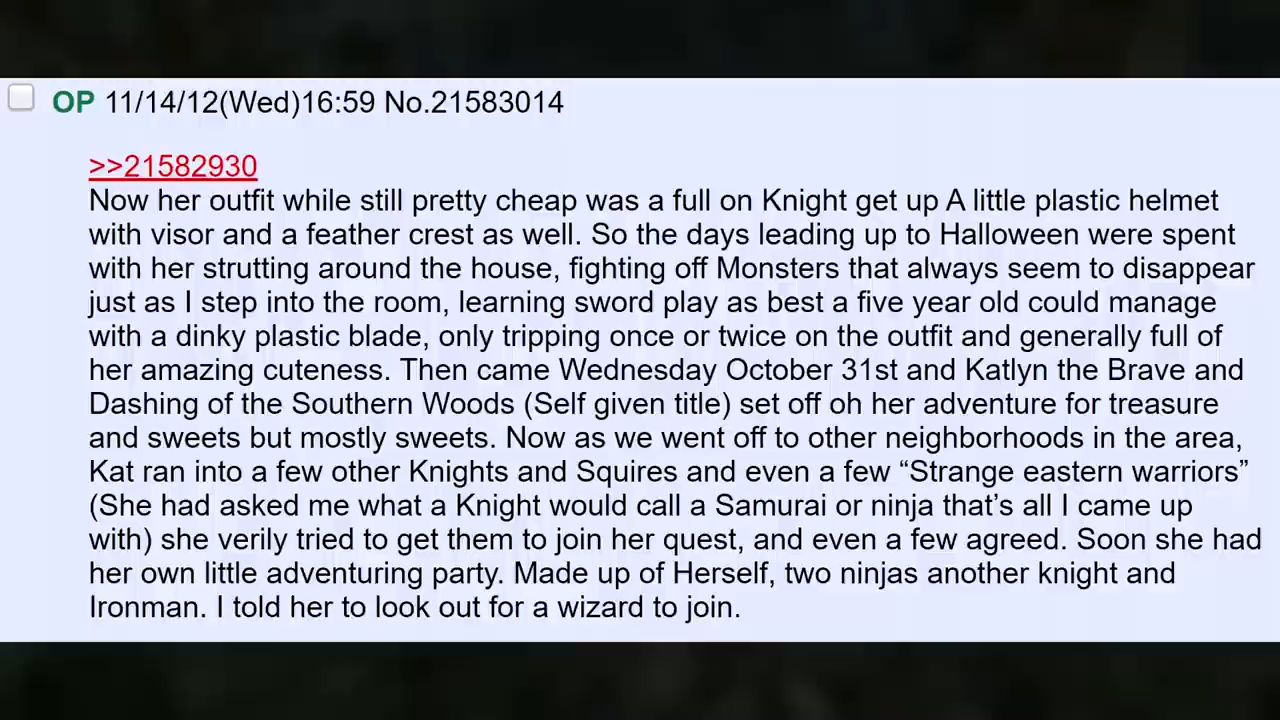 OP 11/14/12(Wed)16:59 No.21583014
>>21582930
Now her outfit while still pretty cheap was a full on Knight get up A little plastic helmet
with visor and a feather crest as well. So the days leading up to Halloween were spent
with her strutting around the house, fighting off Monsters that always seem to disappear
just as I step into the room, learning sword play as best a five year old could manage
with a dinky plastic blade, only tripping once or twice on the outfit and generally full of
her amazing cuteness. Then came Wednesday October 31st and Katlyn the Brave and
Dashing of the Southern Woods (Self given title) set off oh her adventure for treasure
and sweets but mostly sweets. Now as we went off to other neighborhoods in the area,
Kat ran into a few other Knights and Squires and even a few “Strange eastern warriors”
(She had asked me what a Knight would call a Samurai or ninja that’s all I came up
with) she verily tried to get them to join her quest, and even a few agreed. Soon she had
her own little adventuring party. Made up of Herself, two ninjas another knight and
Ironman. I told her to look out for a wizard to join.